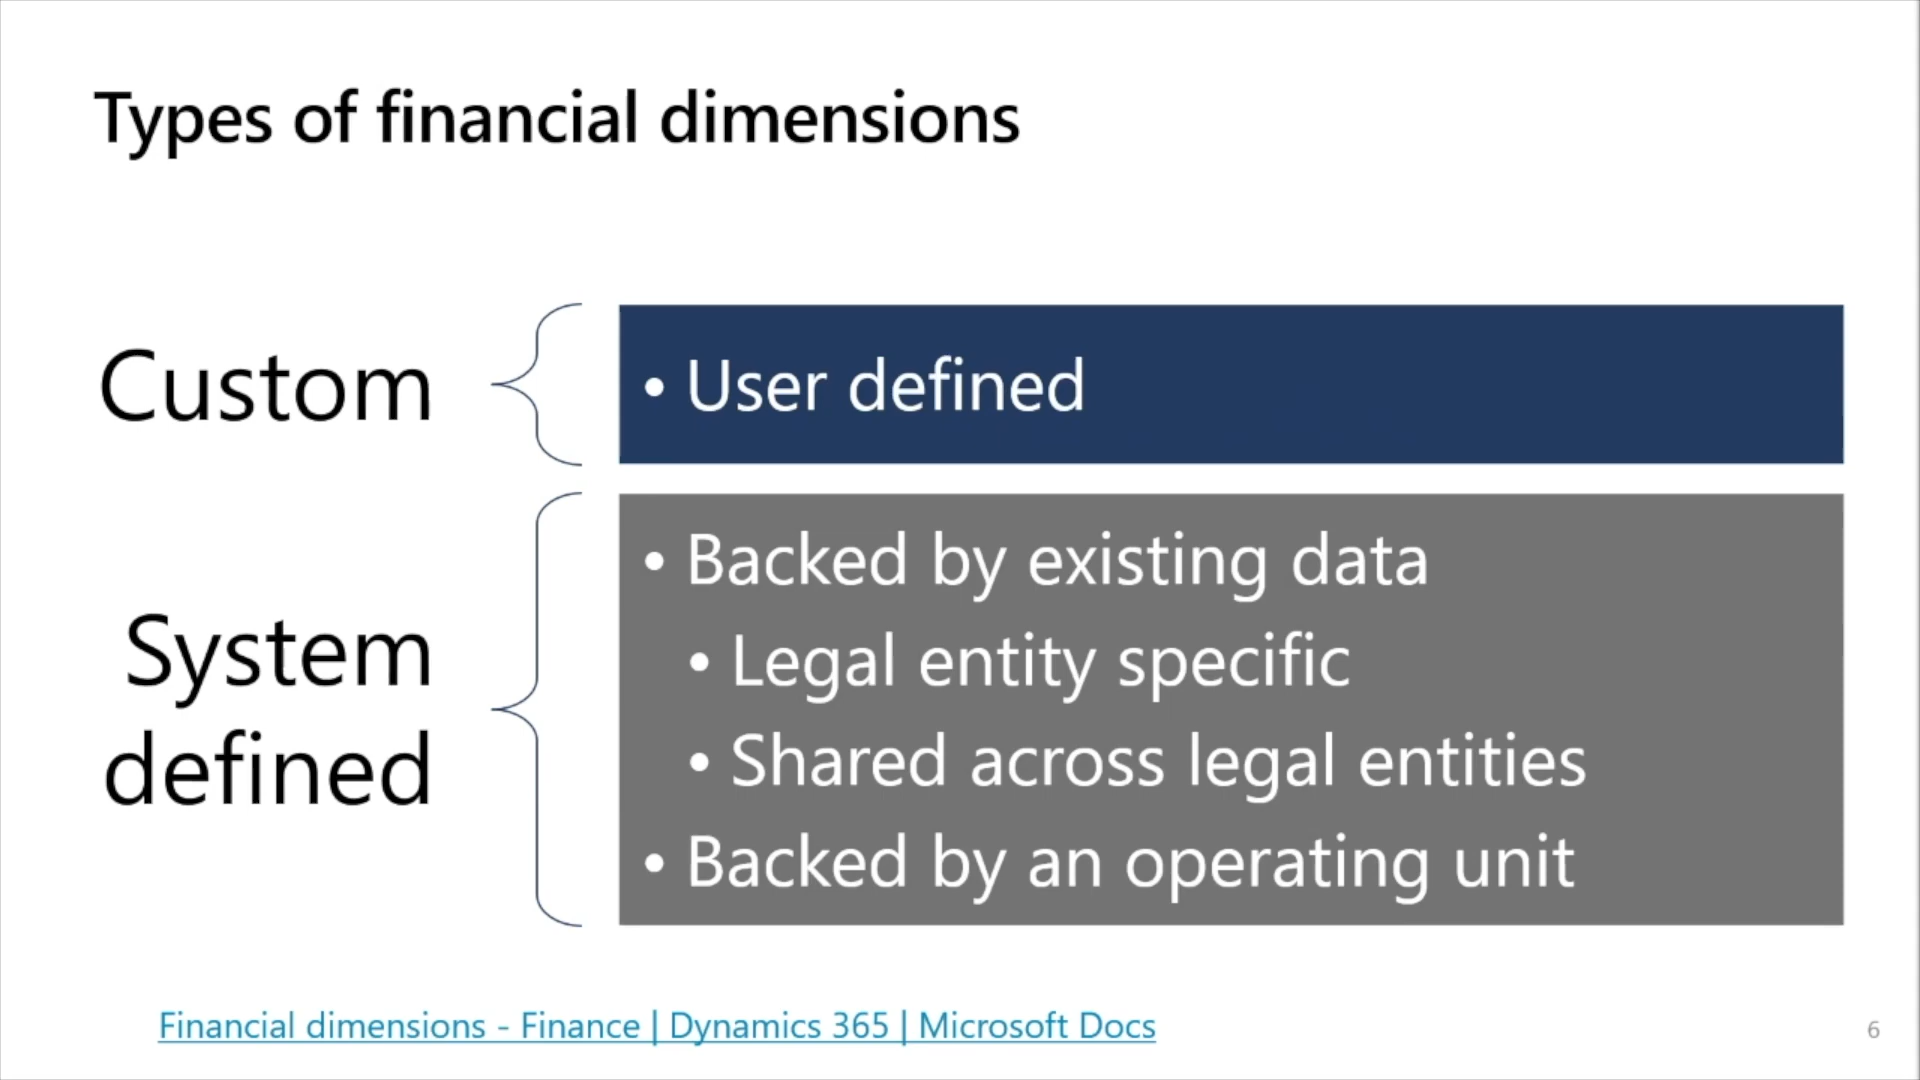 Types of financial dimensions
Custom
• User defined
System
defined
• Backed by existing data
• Legal entity specific
• Shared across legal entities
• Backed by an operating unit
Financial dimensions - Finance | Dynamics 365 | Microsoft Docs
6